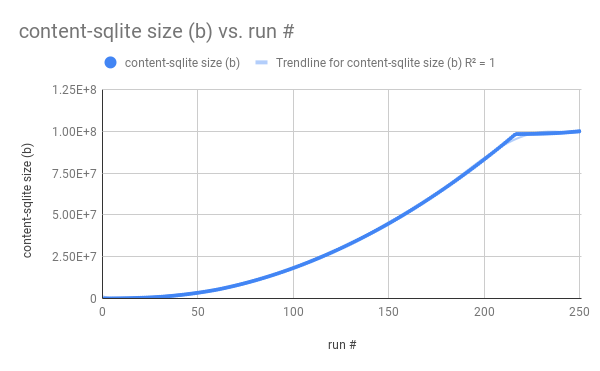 content-sqlite size (b) vs. run #
content-sqlite size (b) Trendline for content-sqlite size (b) R² = 1
content-sqlite size (b)
1.25E+8
1.00E+8
7.50E+7
5.00E+7
2.50E+7
0
0 50 100 150 200 250
run #